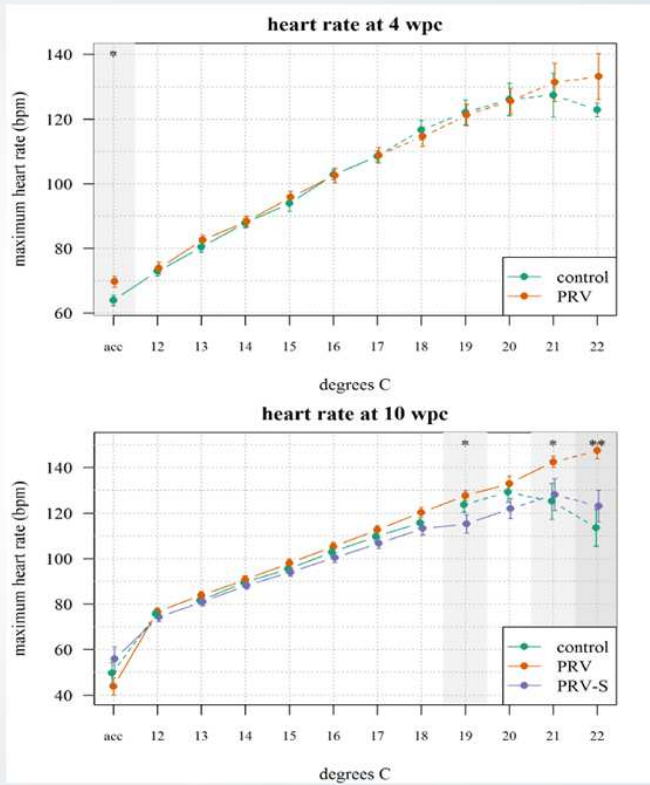 heart rate at 4 wpc
maximum heart rate (bpm)
140
120
100
80
60
*
control
PRV
acc 12 13 14 15 16 17 18 19 20 21 22
degrees C
heart rate at 10 wpc
maximum heart rate (bpm)
140
120
100
80
60
40
* * **
control
PRV
PRV-S
acc 12 13 14 15 16 17 18 19 20 21 22
degrees C